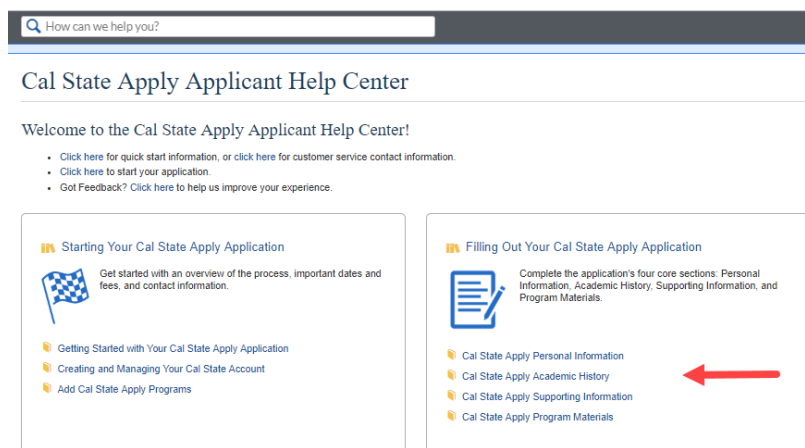 How can we help you?
Cal State Apply Applicant Help Center
Welcome to the Cal State Apply Applicant Help Center!
Click here for quick start information, or click here for customer service contact information.
Click here to start your application.
Got Feedback? Click here to help us improve your experience.
Starting Your Cal State Apply Application
Get started with an overview of the process, important dates and
fees, and contact information.
Getting Started with Your Cal State Apply Application
Creating and Managing Your Cal State Account
Add Cal State Apply Programs
Filling Out Your Cal State Apply Application
Complete the application's four core sections: Personal
Information, Academic History, Supporting Information, and
Program Materials.
Cal State Apply Personal Information
Cal State Apply Academic History
Cal State Apply Supporting Information
Cal State Apply Program Materials